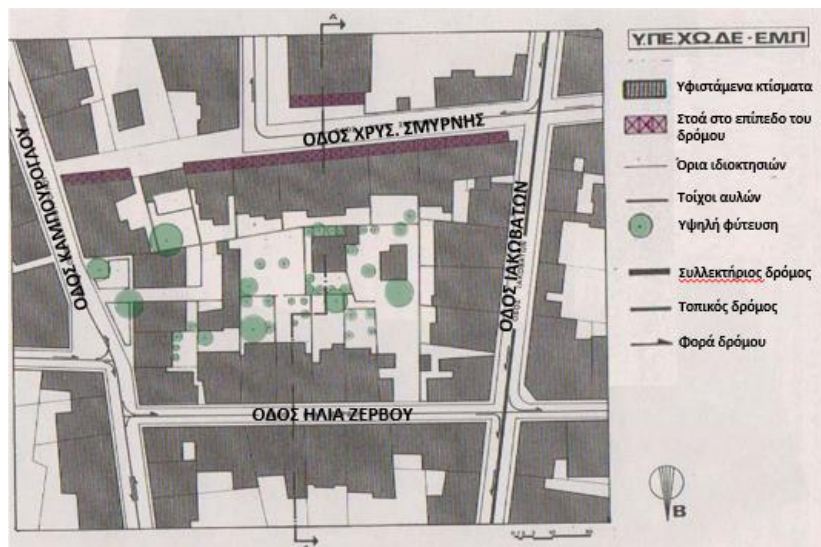 Α
Υ.ΠΕ.ΧΩ.ΔΕ - Ε.Μ.Π
Υφιστάμενα κτίσματα
Στοά στο επίπεδο του
δρόμου
Όρια ιδιοκτησιών
Τοίχοι αυλών
Υψηλή φύτευση
Συλλεκτήριος δρόμος
Τοπικός δρόμος
Φορά δρόμου
ΟΔΟΣ ΧΡΥΣ. ΣΜΥΡΝΗΣ
ΟΔΟΣ ΚΑΜΠΟΥΡΟΓΛΟΥ
ΟΔΟΣ ΙΑΚΩΒΑΤΩΝ
ΟΔΟΣ ΗΛΙΑ ΖΕΡΒΟΥ
Β